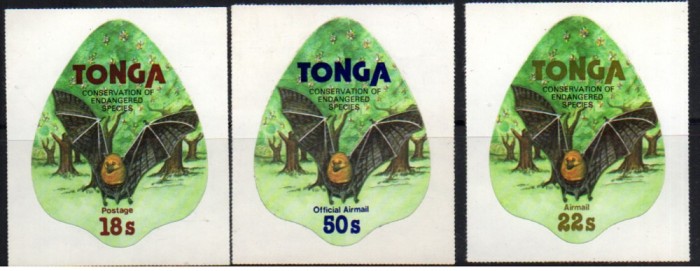 TONGA
CONSERVATION OF
ENDANGERED
SPECIES
Postage
18s
TONGA
CONSERVATION OF
ENDANGERED
SPECIES
Official Airmail
50s
TONGA
CONSERVATION OF
ENDANGERED
SPECIES
Airmail
22s